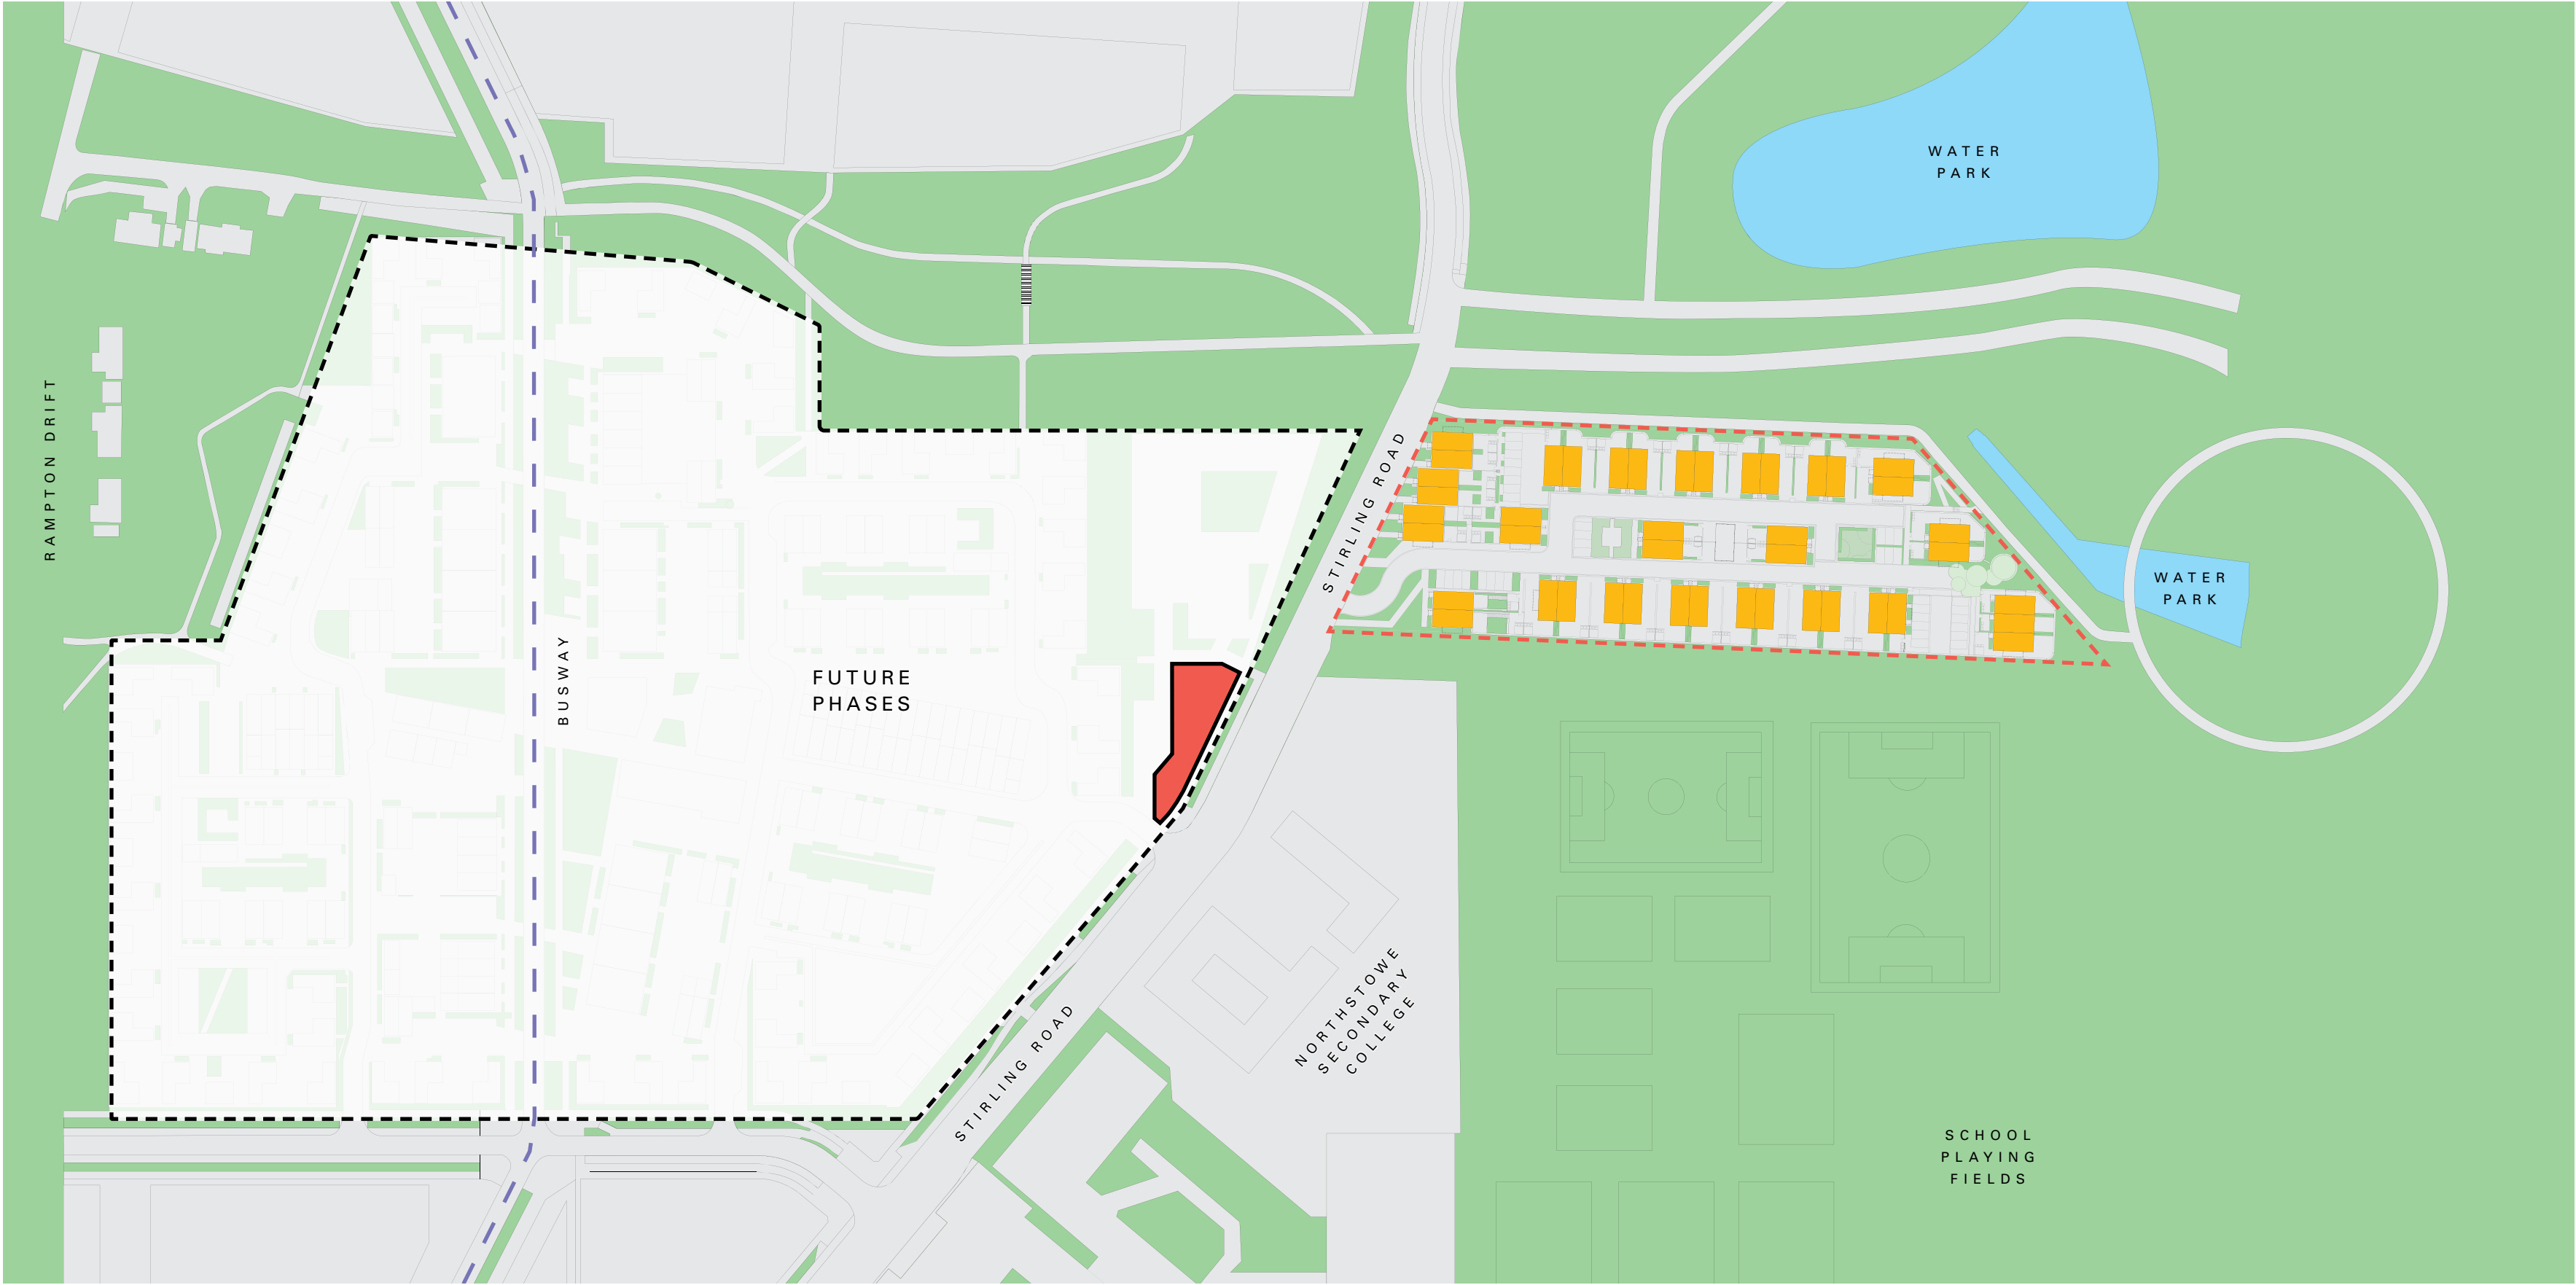 WATER
PARK
RAMPTON DRIFT
STIRLING ROAD
WATER
PARK
BUSWAY
FUTURE
PHASES
NORTHSTOWE
SECONDARY
COLLEGE
STIRLING ROAD
SCHOOL
PLAYING
FIELDS